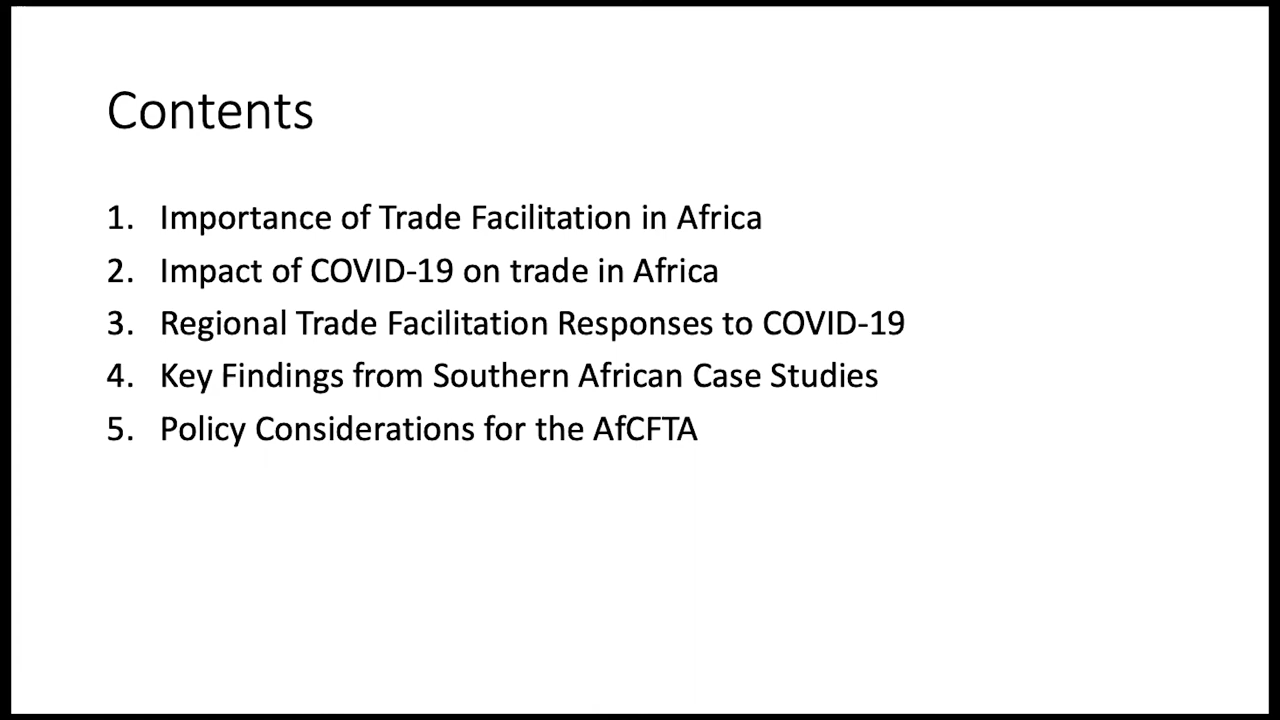 Contents
1. Importance of Trade Facilitation in Africa
2. Impact of COVID-19 on trade in Africa
3. Regional Trade Facilitation Responses to COVID-19
4. Key Findings from Southern African Case Studies
5. Policy Considerations for the AfCFTA